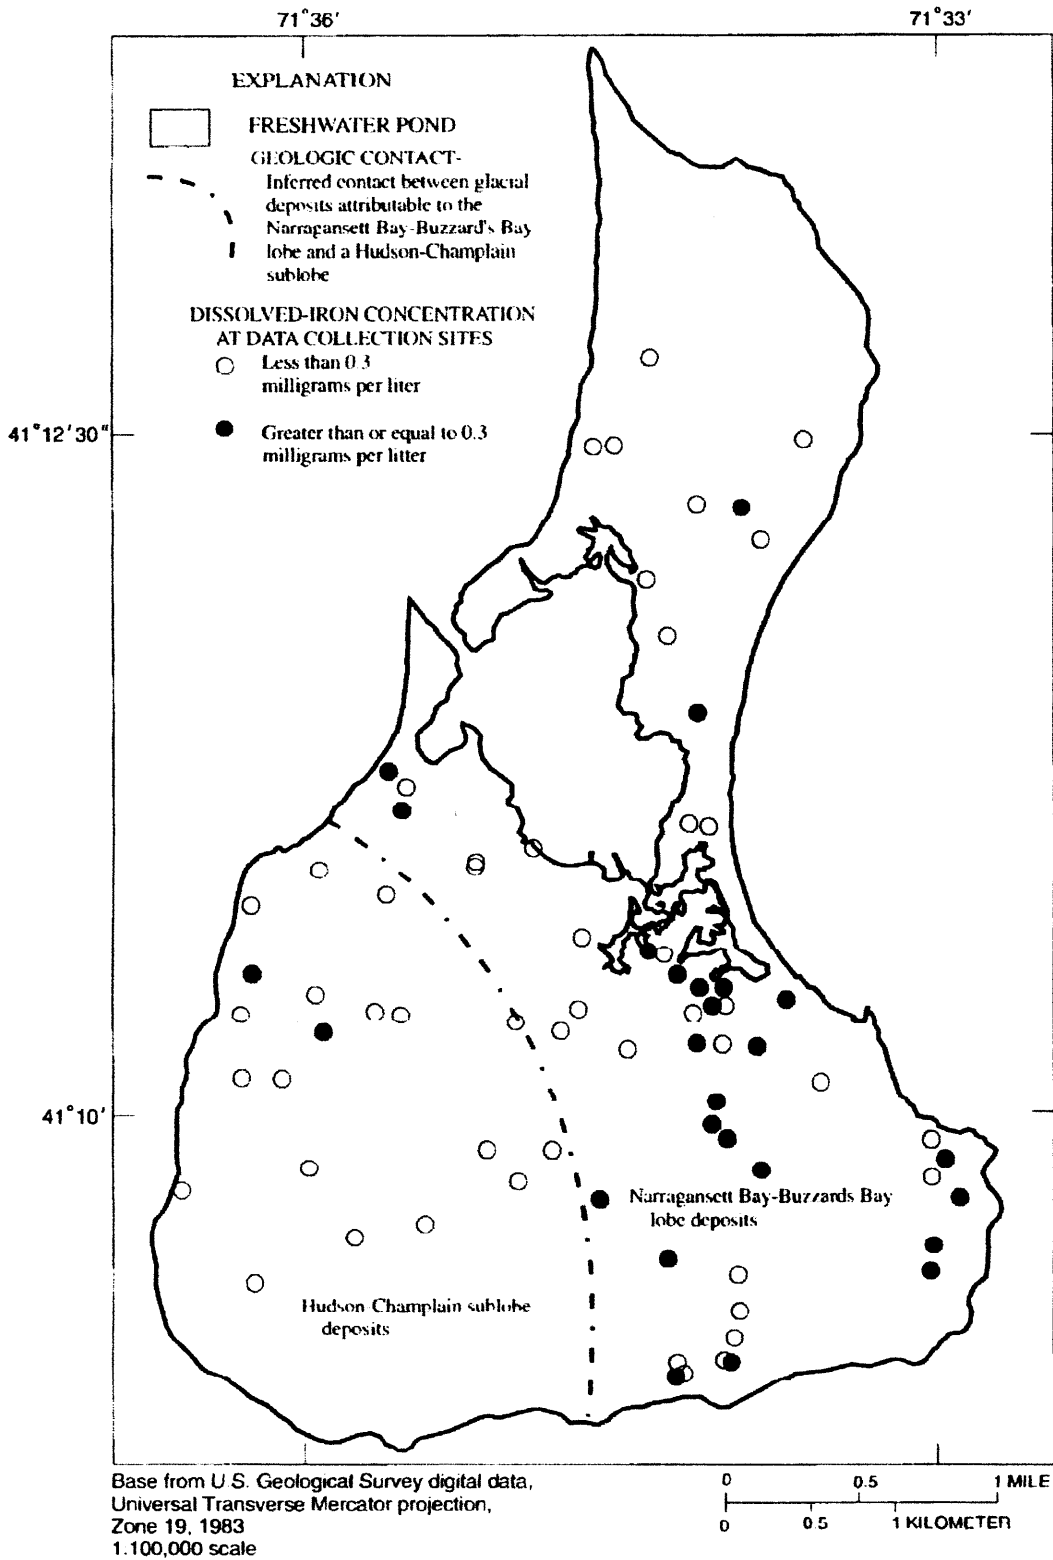 71°36′
71°33′
EXPLANATION
FRESHWATER POND
GEOLOGIC CONTACT-
Inferred contact between glacial
deposits attributable to the
Narragansett Bay-Buzzard's Bay
lobe and a Hudson-Champlain
sublobe
DISSOLVED-IRON CONCENTRATION
AT DATA COLLECTION SITES
Less than 0.3
milligrams per liter
Greater than or equal to 0.3
milligrams per litter
41°12′30″
41°10′
Narragansett Bay-Buzzards Bay
lobe deposits
Hudson-Champlain sublobe
deposits
Base from U.S. Geological Survey digital data,
Universal Transverse Mercator projection,
Zone 19, 1983
1:100,000 scale
0 0.5 1 MILE
0 0.5 1 KILOMETER